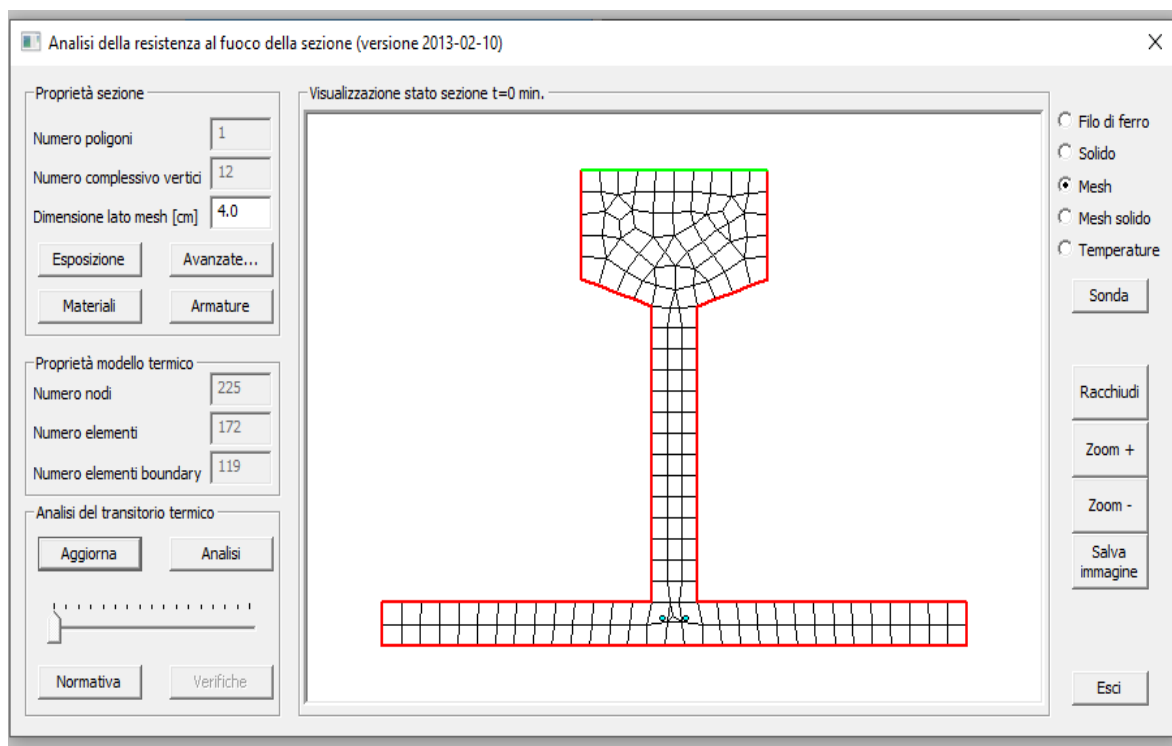 Analisi della resistenza al fuoco della sezione (versione 2013-02-10)
Proprietà sezione
Numero poligoni 1
Numero complessivo vertici 12
Dimensione lato mesh [cm] 4.0
Esposizione Avanzate...
Materiali Armature
Proprietà modello termico
Numero nodi 225
Numero elementi 172
Numero elementi boundary 119
Analisi del transitorio termico
Aggiorna Analisi
Normativa Verifiche
Visualizzazione stato sezione t=0 min.
Filo di ferro
Solido
Mesh
Mesh solido
Temperature
Sonda
Racchiudi
Zoom +
Zoom -
Salva
immagine
Esci